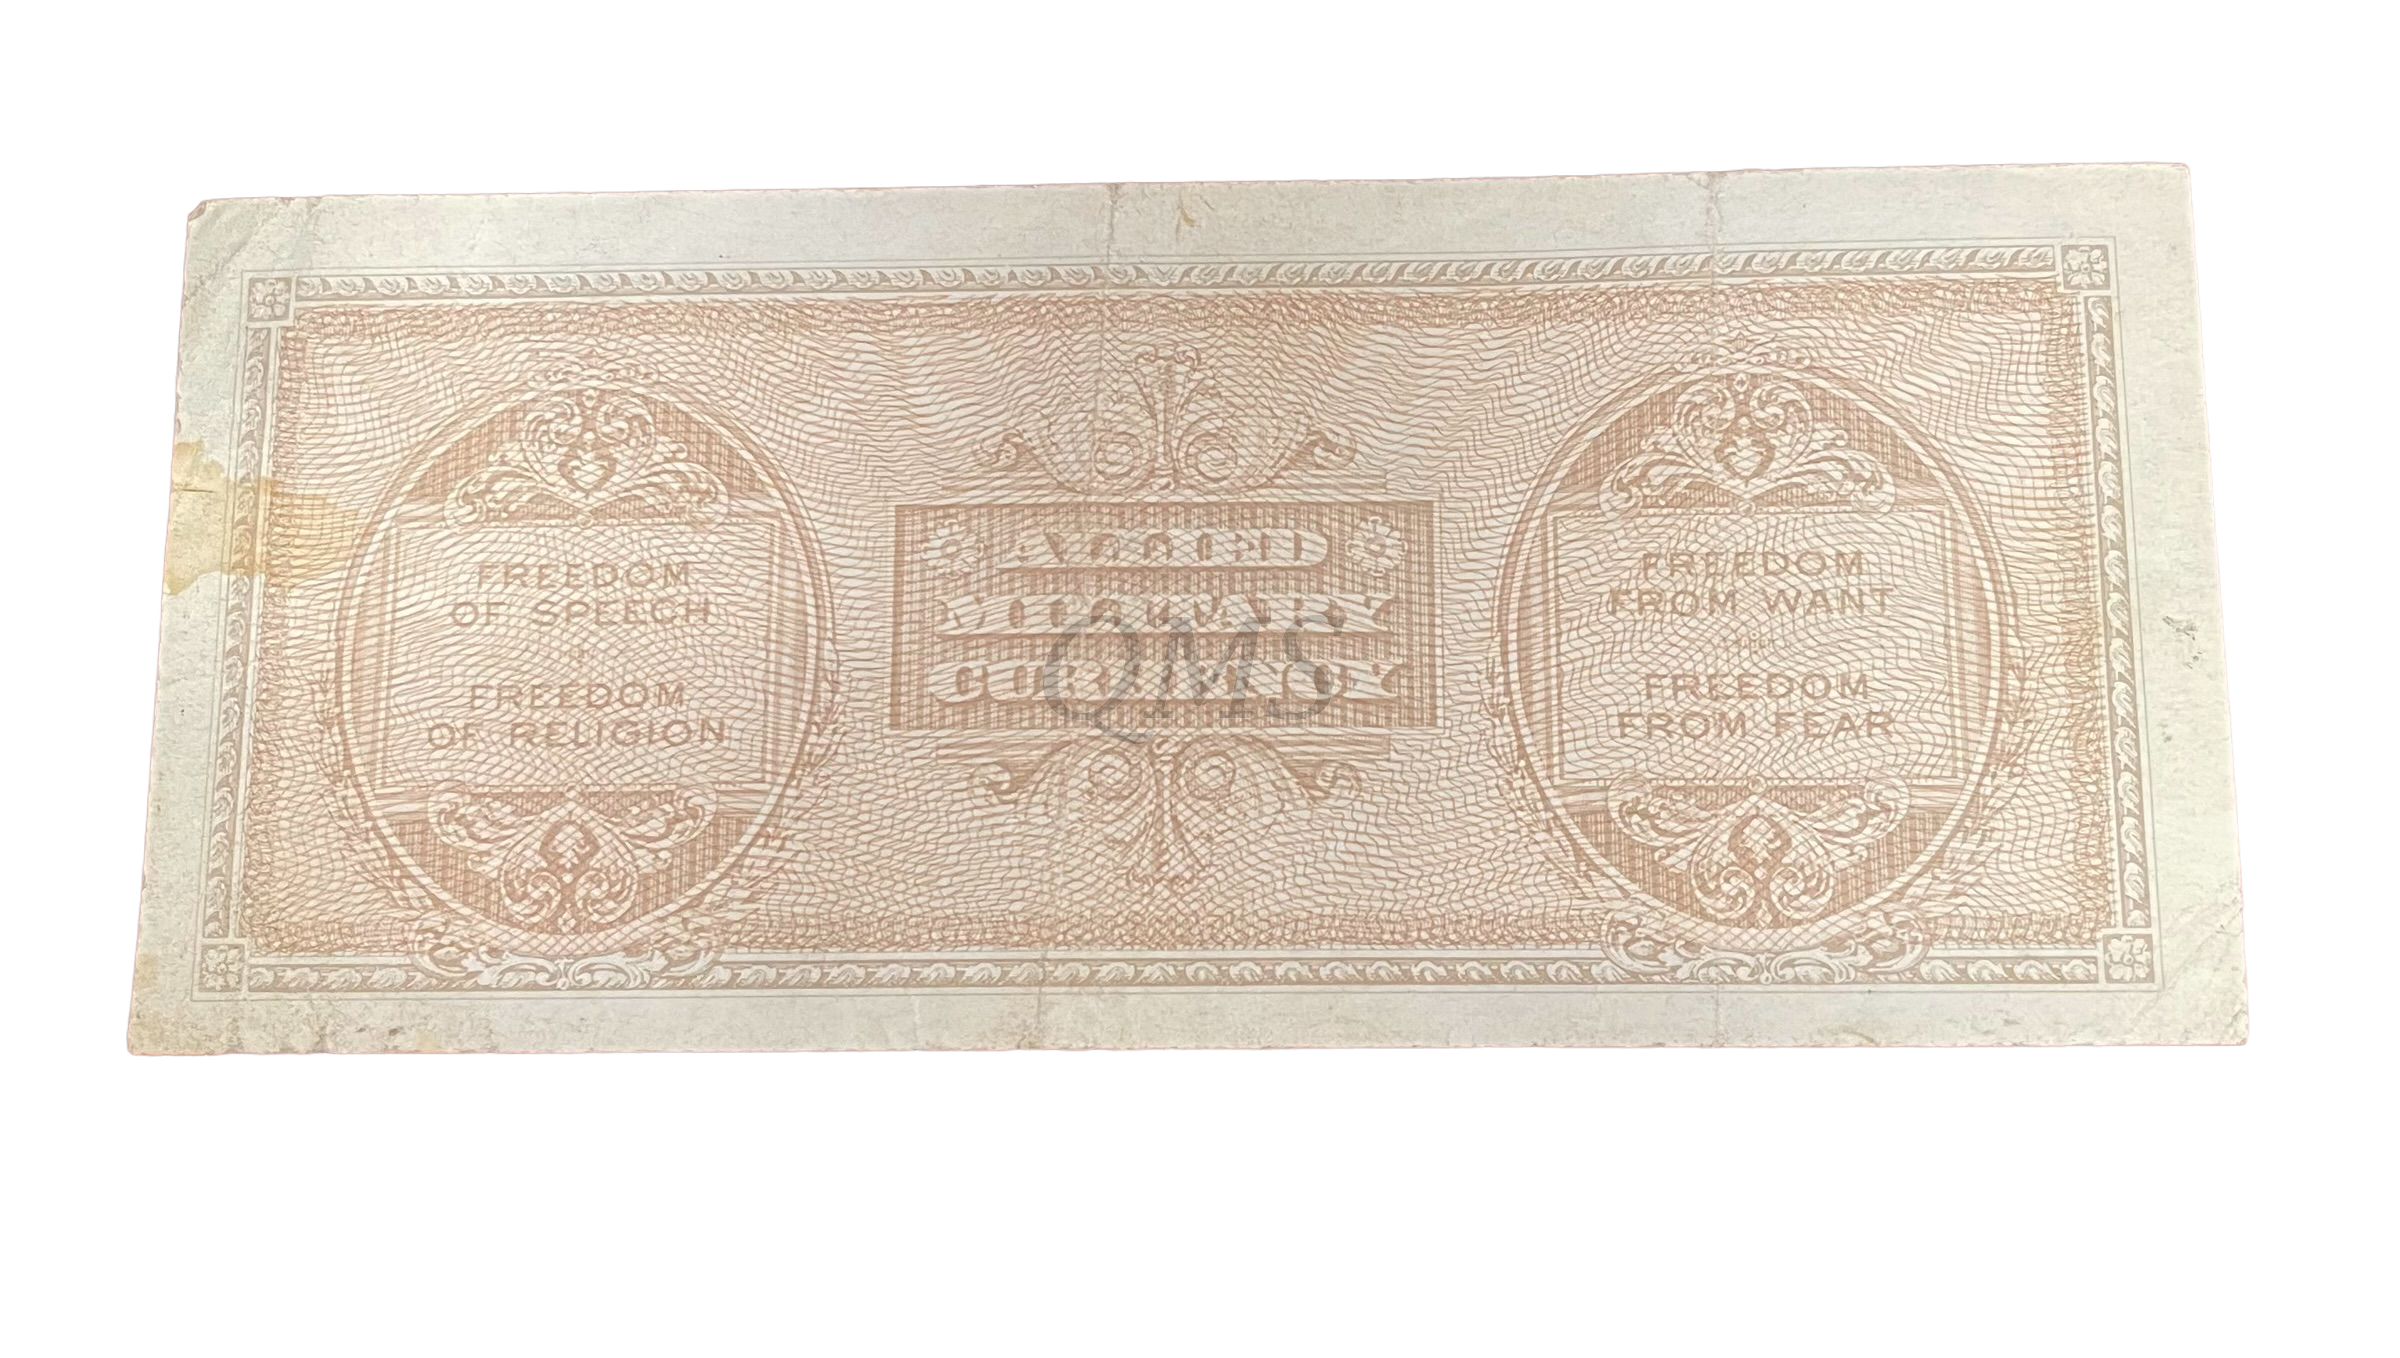 FREEDOM
OF SPEECH
FREEDOM
OF RELIGION
ALLIED
MILITARY
CURRENCY
QMS
FREEDOM
FROM WANT
FREEDOM
FROM FEAR